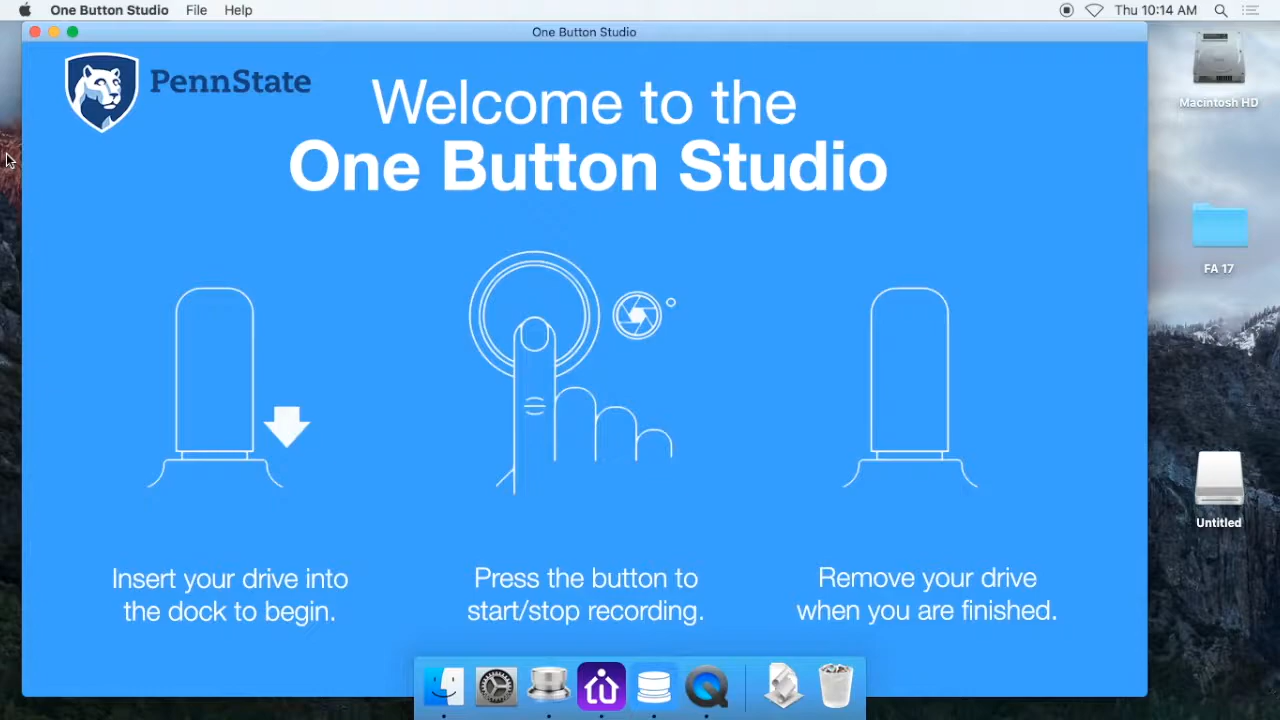 One Button Studio File Help Thu 10:14 AM
One Button Studio
PennState
Welcome to the
One Button Studio
Macintosh HD
FA 17
Untitled
Insert your drive into
the dock to begin.
Press the button to
start/stop recording.
Remove your drive
when you are finished.